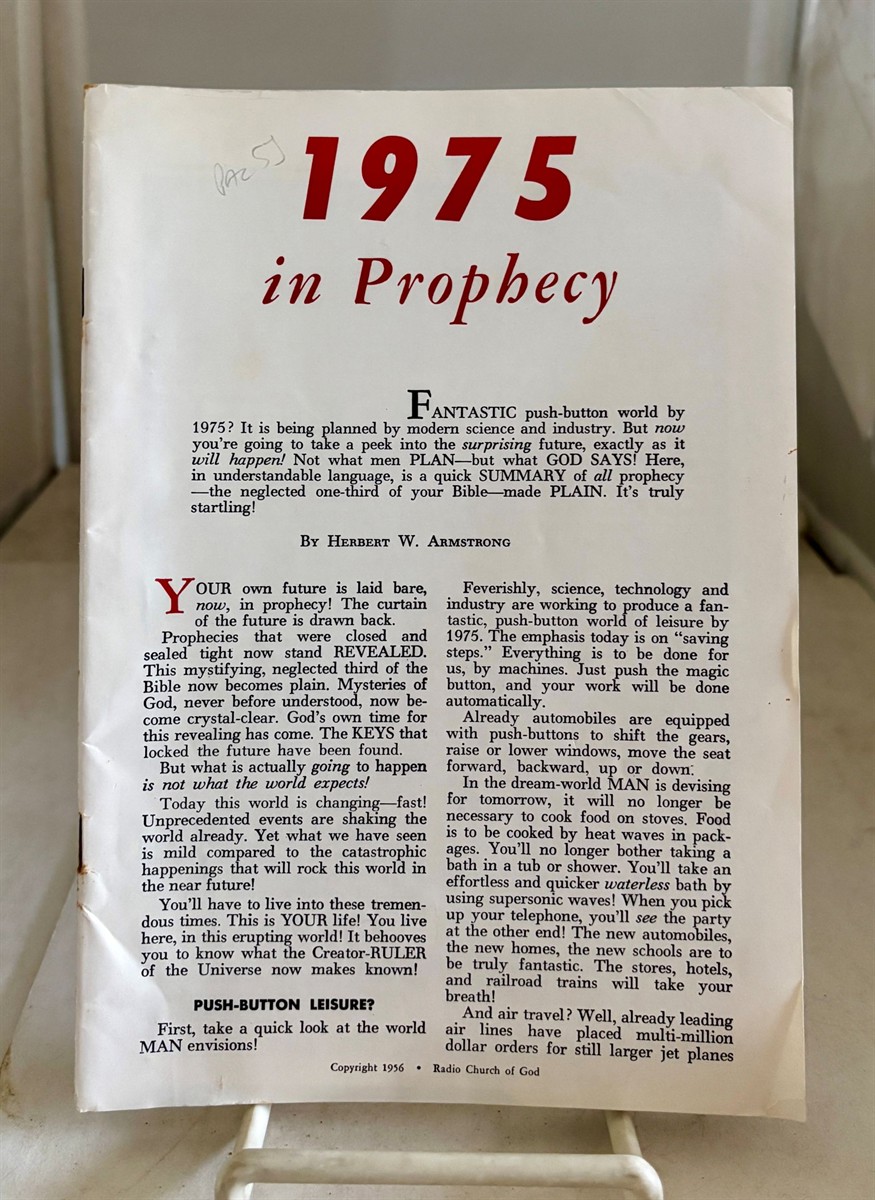 1975
in Prophecy
FANTASTIC push-button world by
1975? It is being planned by modern science and industry. But now
you're going to take a peek into the surprising future, exactly as it
will happen! Not what men PLAN—but what GOD SAYS! Here,
in understandable language, is a quick SUMMARY of all prophecy
—the neglected one-third of your Bible—made PLAIN. It's truly
startling!
BY HERBERT W. ARMSTRONG
YOUR own future is laid bare,
now, in prophecy! The curtain
of the future is drawn back.
Prophecies that were closed and
sealed tight now stand REVEALED.
This mystifying, neglected third of the
Bible now becomes plain. Mysteries of
God, never before understood, now be-
come crystal-clear. God's own time for
this revealing has come. The KEYS that
locked the future have been found.
But what is actually going to happen
is not what the world expects!
Today this world is changing—fast!
Unprecedented events are shaking the
world already. Yet what we have seen
is mild compared to the catastrophic
happenings that will rock this world in
the near future!
You'll have to live into these tremen-
dous times. This is YOUR life! You live
here, in this erupting world! It behooves
you to know what the Creator-RULER
of the Universe now makes known!
PUSH-BUTTON LEISURE?
First, take a quick look at the world
MAN envisions!
Feverishly, science, technology and
industry are working to produce a fan-
tastic, push-button world of leisure by
1975. The emphasis today is on "saving
steps." Everything is to be done for
us, by machines. Just push the magic
button, and your work will be done
automatically.
Already automobiles are equipped
with push-buttons to shift the gears,
raise or lower windows, move the seat
forward, backward, up or down.
In the dream-world MAN is devising
for tomorrow, it will no longer be
necessary to cook food on stoves. Food
is to be cooked by heat waves in pack-
ages. You'll no longer bother taking a
bath in a tub or shower. You'll take an
effortless and quicker waterless bath by
using supersonic waves! When you pick
up your telephone, you'll see the party
at the other end! The new automobiles,
the new homes, the new schools are to
be truly fantastic. The stores, hotels,
and railroad trains will take your
breath!
And air travel? Well, already leading
air lines have placed multi-million
dollar orders for still larger jet planes
Copyright 1956 • Radio Church of God